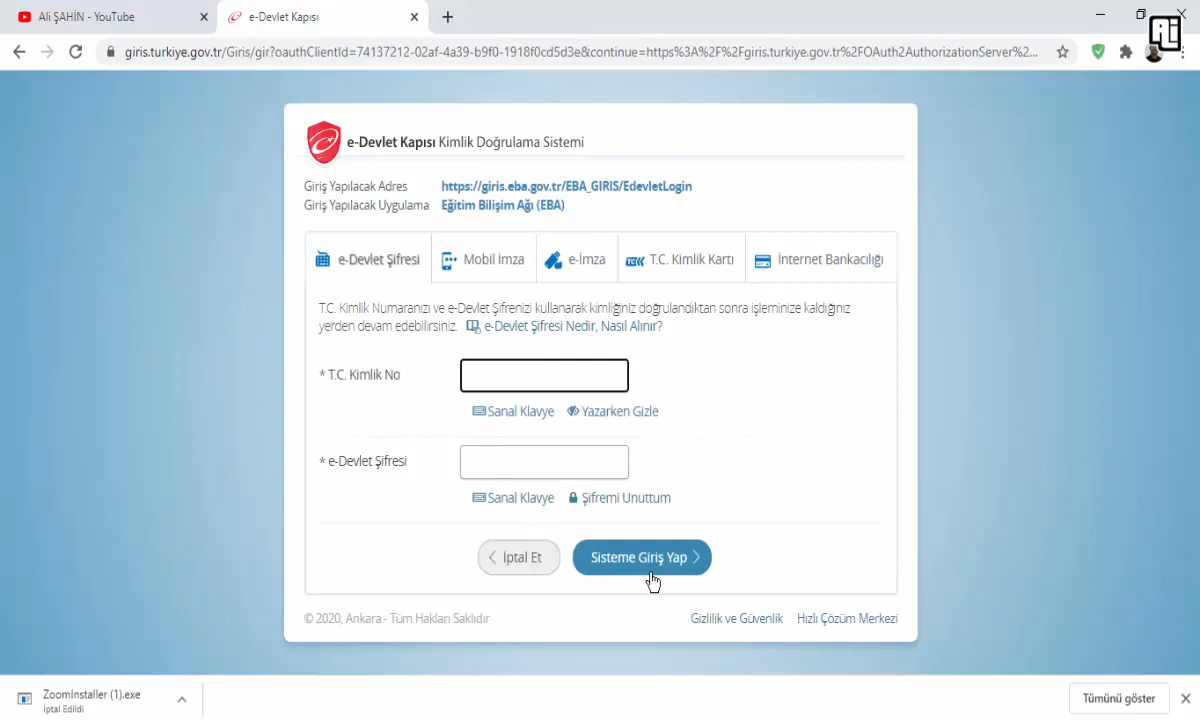 Ali ŞAHİN - YouTube
e-Devlet Kapısı
giris.turkiye.gov.tr/Giris/gir?oauthClientId=74137212-02af-4a39-b9f0-1918f0cd5d3e&continue=https%3A%2F%2Fgiris.turkiye.gov.tr%2FOAuth2AuthorizationServer%2...
e-Devlet Kapısı Kimlik Doğrulama Sistemi
Giriş Yapılacak Adres https://giris.eba.gov.tr/EBA_GIRIS/EdevletLogin
Giriş Yapılacak Uygulama Eğitim Bilişim Ağı (EBA)
e-Devlet Şifresi Mobil İmza e-İmza T.C. Kimlik Kartı İnternet Bankacılığı
T.C. Kimlik Numaranızı ve e-Devlet Şifrenizi kullanarak kimliğiniz doğrulandıktan sonra işleminize kaldığınız
yerden devam edebilirsiniz. e-Devlet Şifresi Nedir, Nasıl Alınır?
* T.C. Kimlik No
Sanal Klavye Yazarken Gizle
* e-Devlet Şifresi
Sanal Klavye Şifremi Unuttum
İptal Et Sisteme Giriş Yap
© 2020, Ankara - Tüm Hakları Saklıdır Gizlilik ve Güvenlik Hızlı Çözüm Merkezi
ZoomInstaller (1).exe
İptal Edildi
Tümünü göster